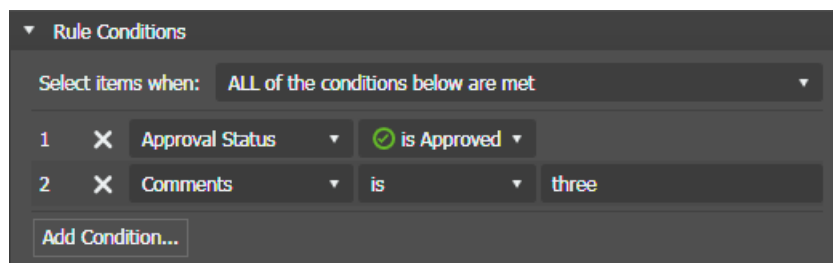 Rule Conditions
Select items when: ALL of the conditions below are met
1 Approval Status is Approved
2 Comments is three
Add Condition...